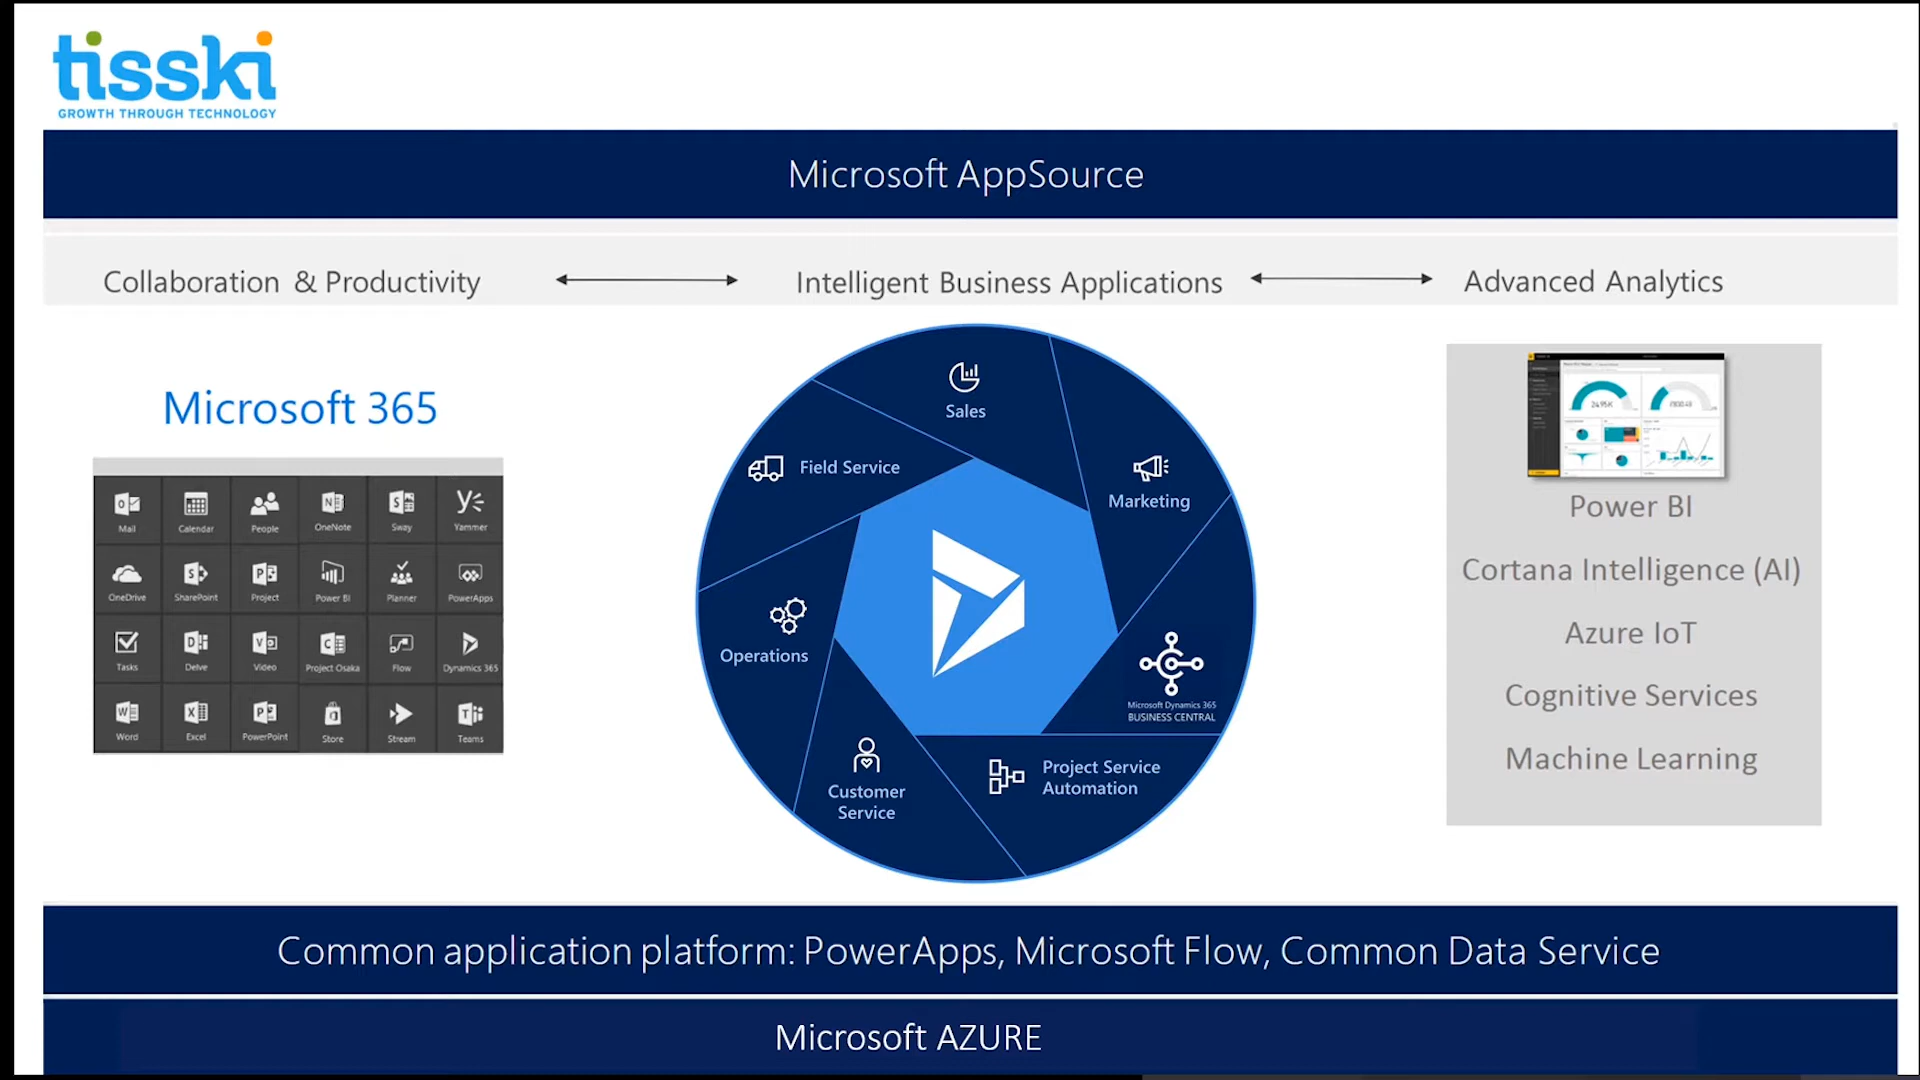 tisski
GROWTH THROUGH TECHNOLOGY
Microsoft AppSource
Collaboration & Productivity
Intelligent Business Applications
Advanced Analytics
Microsoft 365
Mail
Calendar
People
OneNote
Sway
Yammer
OneDrive
SharePoint
Project
Power BI
Planner
PowerApps
Tasks
Delve
Video
Project Osaka
Flow
Dynamics 365
Word
Excel
PowerPoint
Store
Stream
Teams
Sales
Field Service
Marketing
Operations
Microsoft Dynamics 365
BUSINESS CENTRAL
Customer
Service
Project Service
Automation
Power BI
Cortana Intelligence (AI)
Azure IoT
Cognitive Services
Machine Learning
Common application platform: PowerApps, Microsoft Flow, Common Data Service
Microsoft AZURE